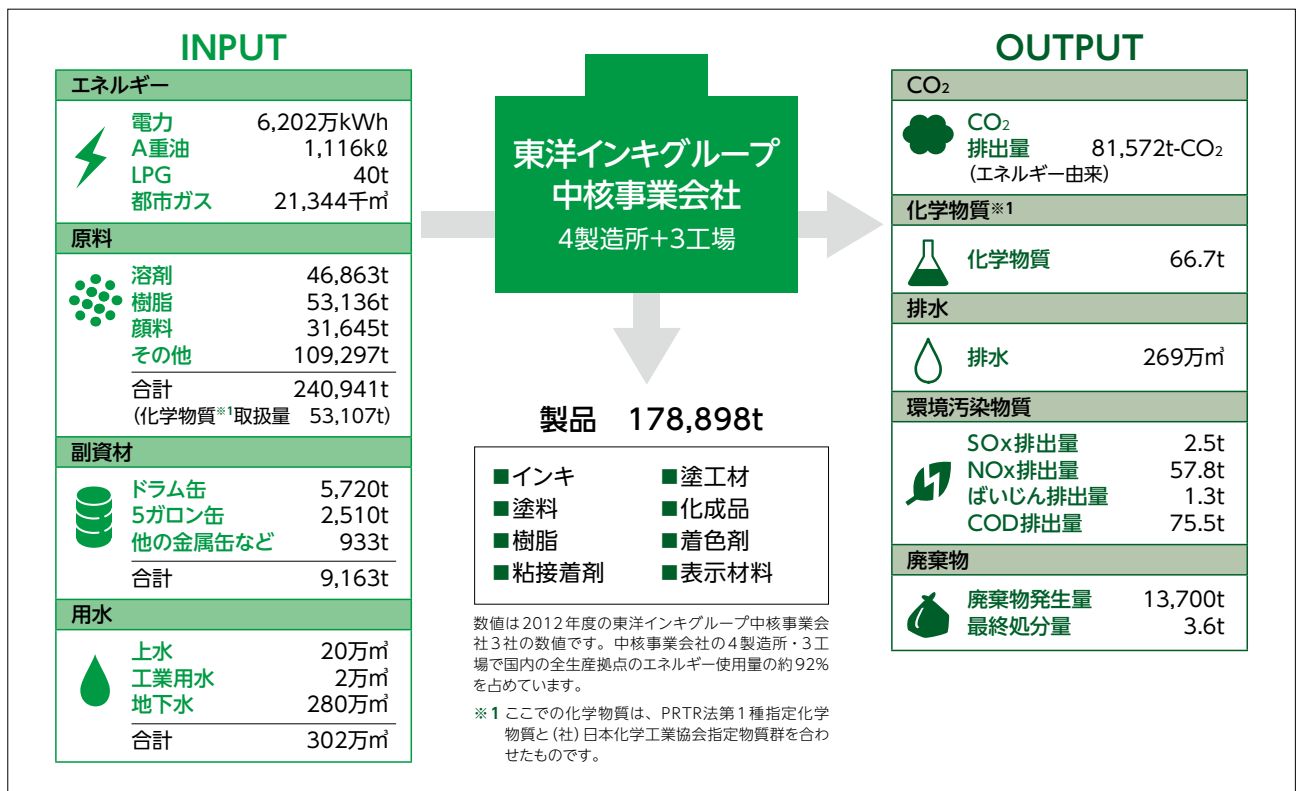 INPUT
エネルギー
電力 6,202万kWh
A重油 1,116kℓ
LPG 40t
都市ガス 21,344千㎥
原料
溶剤 46,863t
樹脂 53,136t
顔料 31,645t
その他 109,297t
合計 240,941t
(化学物質※1取扱量 53,107t)
副資材
ドラム缶 5,720t
5ガロン缶 2,510t
他の金属缶など 933t
合計 9,163t
用水
上水 20万㎥
工業用水 2万㎥
地下水 280万㎥
合計 302万㎥
東洋インキグループ
中核事業会社
4製造所+3工場
製品 178,898t
■インキ ■塗工材
■塗料 ■化成品
■樹脂 ■着色剤
■粘接着剤 ■表示材料
数値は2012年度の東洋インキグループ中核事業会
社3社の数値です。中核事業会社の4製造所・3工
場で国内の全生産拠点のエネルギー使用量の約92%
を占めています。
※1 ここでの化学物質は、PRTR法第1種指定化学
物質と(社)日本化学工業協会指定物質群を合わ
せたものです。
OUTPUT
CO₂
CO₂
排出量 81,572t-CO₂
(エネルギー由来)
化学物質※1
化学物質 66.7t
排水
排水 269万㎥
環境汚染物質
SOx排出量 2.5t
NOx排出量 57.8t
ばいじん排出量 1.3t
COD排出量 75.5t
廃棄物
廃棄物発生量 13,700t
最終処分量 3.6t